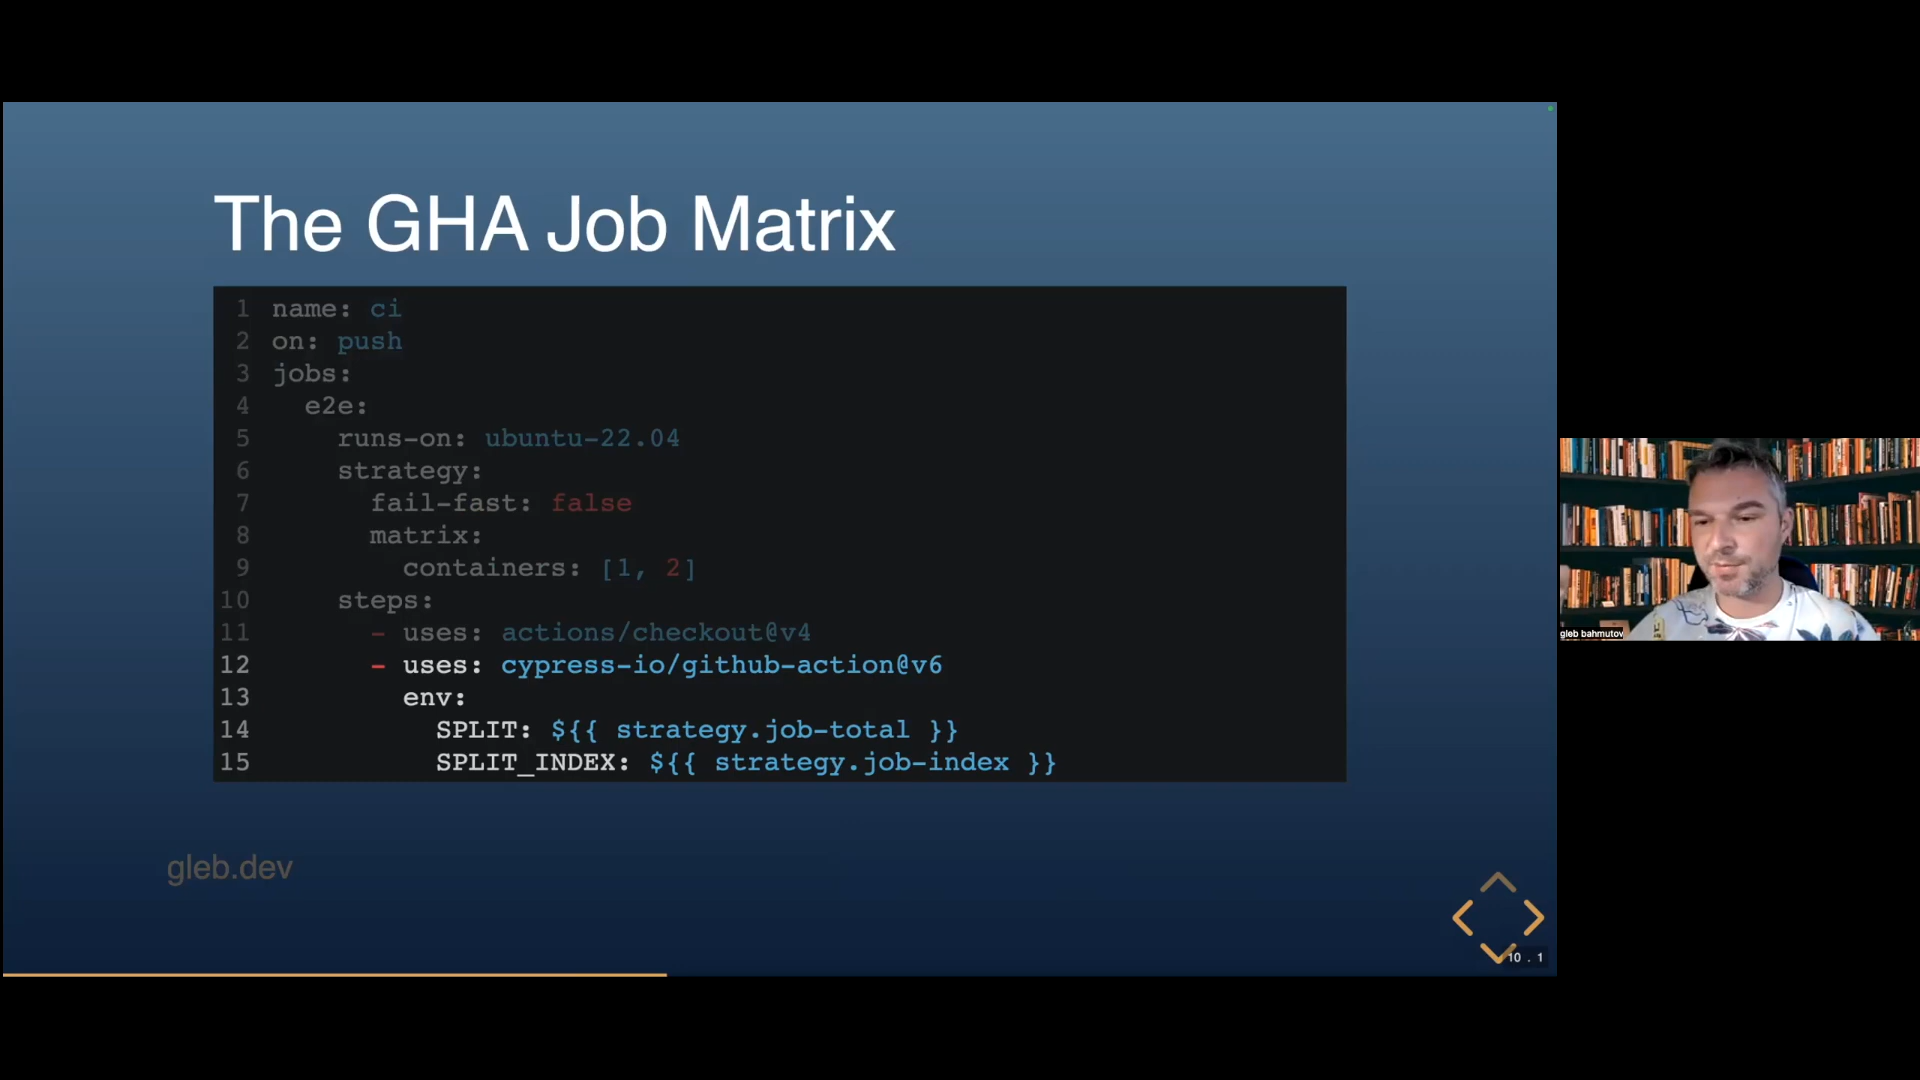 The GHA Job Matrix
1 name: ci
2 on: push
3 jobs:
4 e2e:
5 runs-on: ubuntu-22.04
6 strategy:
7 fail-fast: false
8 matrix:
9 containers: [1, 2]
10 steps:
11 - uses: actions/checkout@v4
12 - uses: cypress-io/github-action@v6
13 env:
14 SPLIT: ${{ strategy.job-total }}
15 SPLIT_INDEX: ${{ strategy.job-index }}
gleb bahmutov
gleb.dev
10 . 1